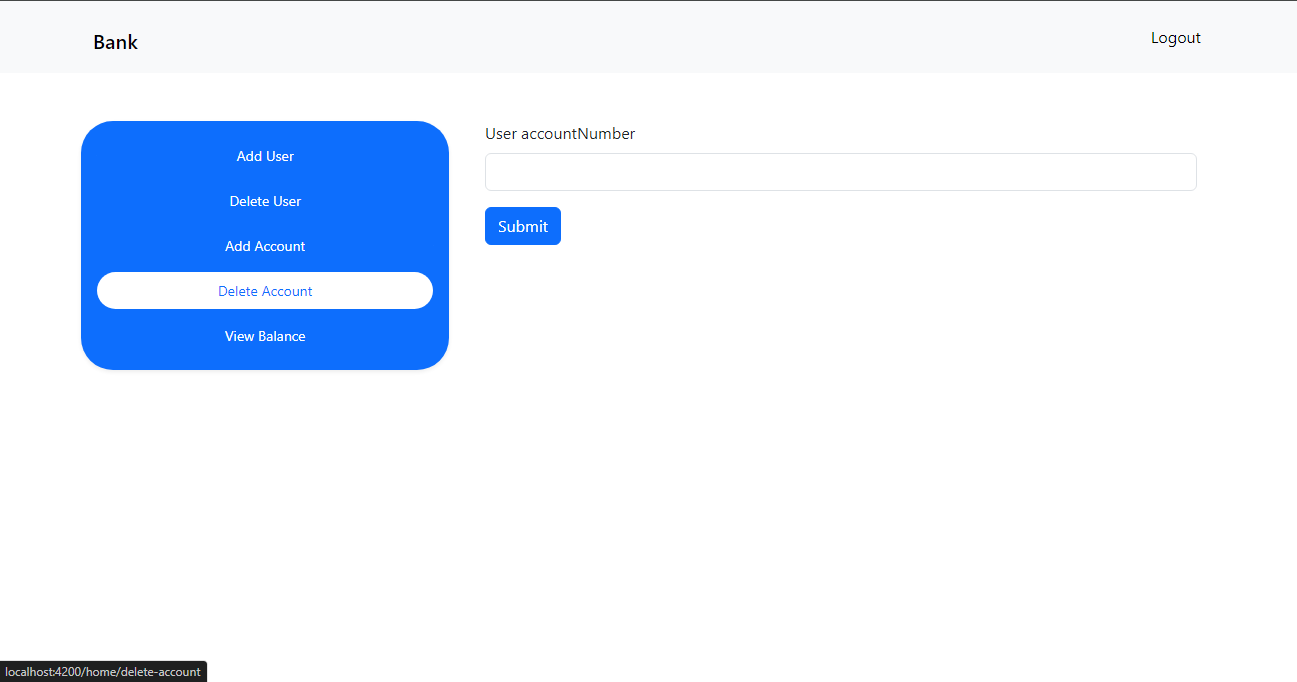 Bank
Logout
Add User
Delete User
Add Account
Delete Account
View Balance
User accountNumber
Submit
localhost:4200/home/delete-account